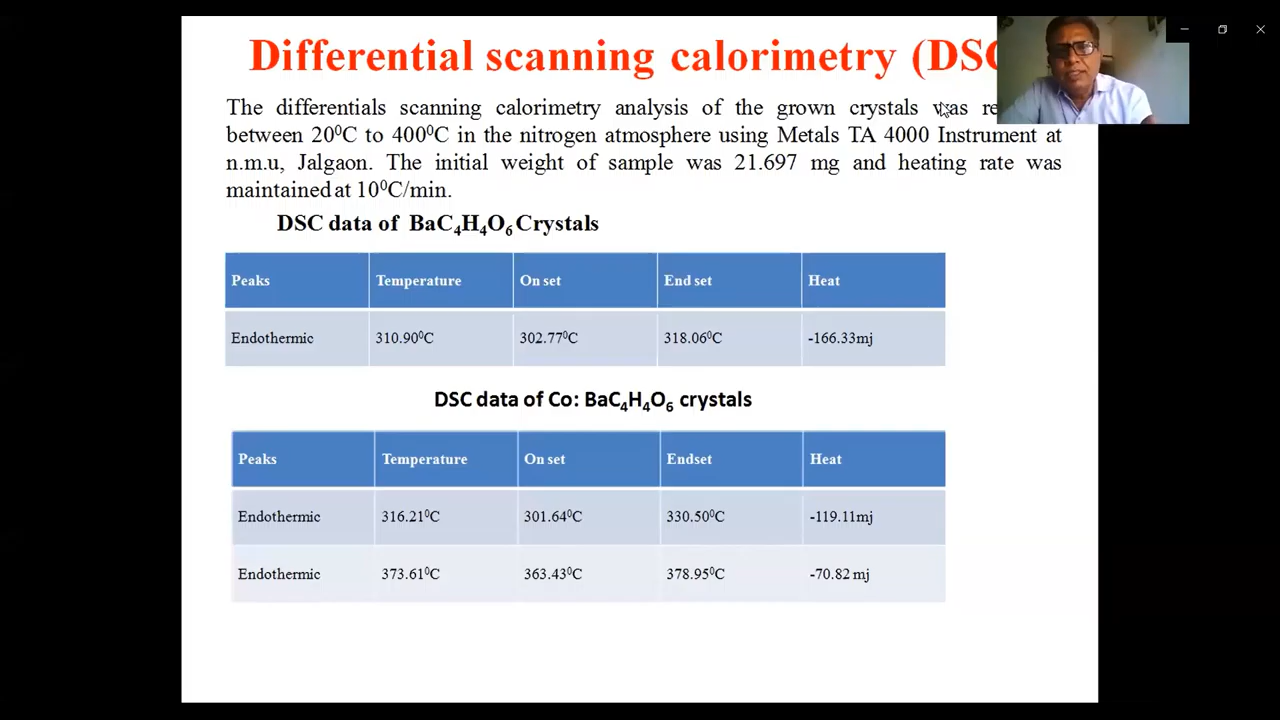 Differential scanning calorimetry (DSC
The differentials scanning calorimetry analysis of the grown crystals was
between 20⁰C to 400⁰C in the nitrogen atmosphere using Metals TA 4000 Instrument at
n.m.u, Jalgaon. The initial weight of sample was 21.697 mg and heating rate was
maintained at 10⁰C/min.
DSC data of BaC₄H₄O₆ Crystals
Peaks Temperature On set End set Heat
Endothermic 310.90⁰C 302.77⁰C 318.06⁰C -166.33mj
DSC data of Co: BaC₄H₄O₆ crystals
Peaks Temperature On set Endset Heat
Endothermic 316.21⁰C 301.64⁰C 330.50⁰C -119.11mj
Endothermic 373.61⁰C 363.43⁰C 378.95⁰C -70.82 mj